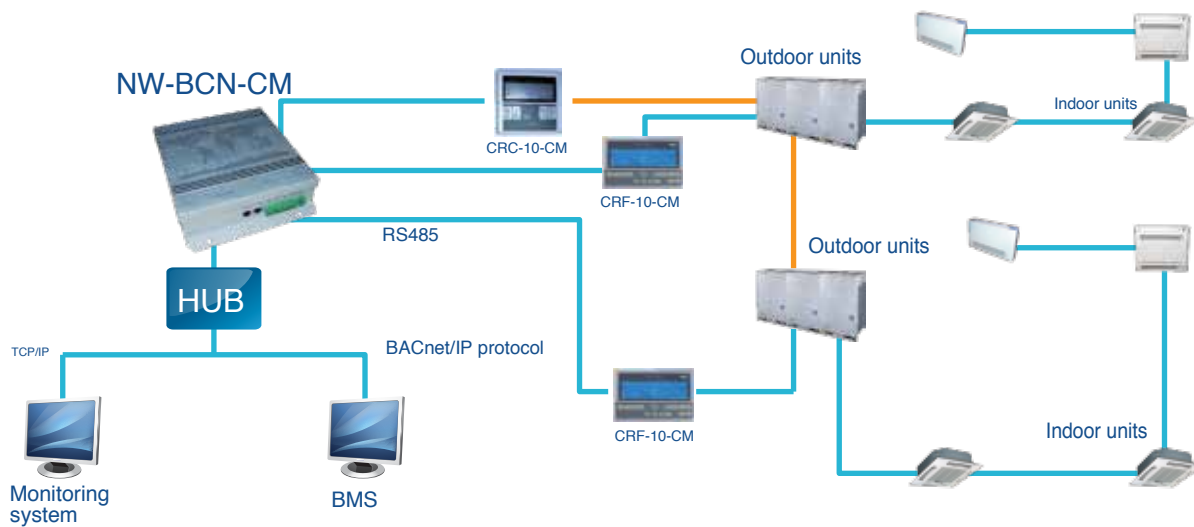 Outdoor units
NW-BCN-CM
Indoor units
CRC-10-CM
CRF-10-CM
RS485
Outdoor units
HUB
TCP/IP
BACnet/IP protocol
CRF-10-CM
Indoor units
Monitoring
system
BMS